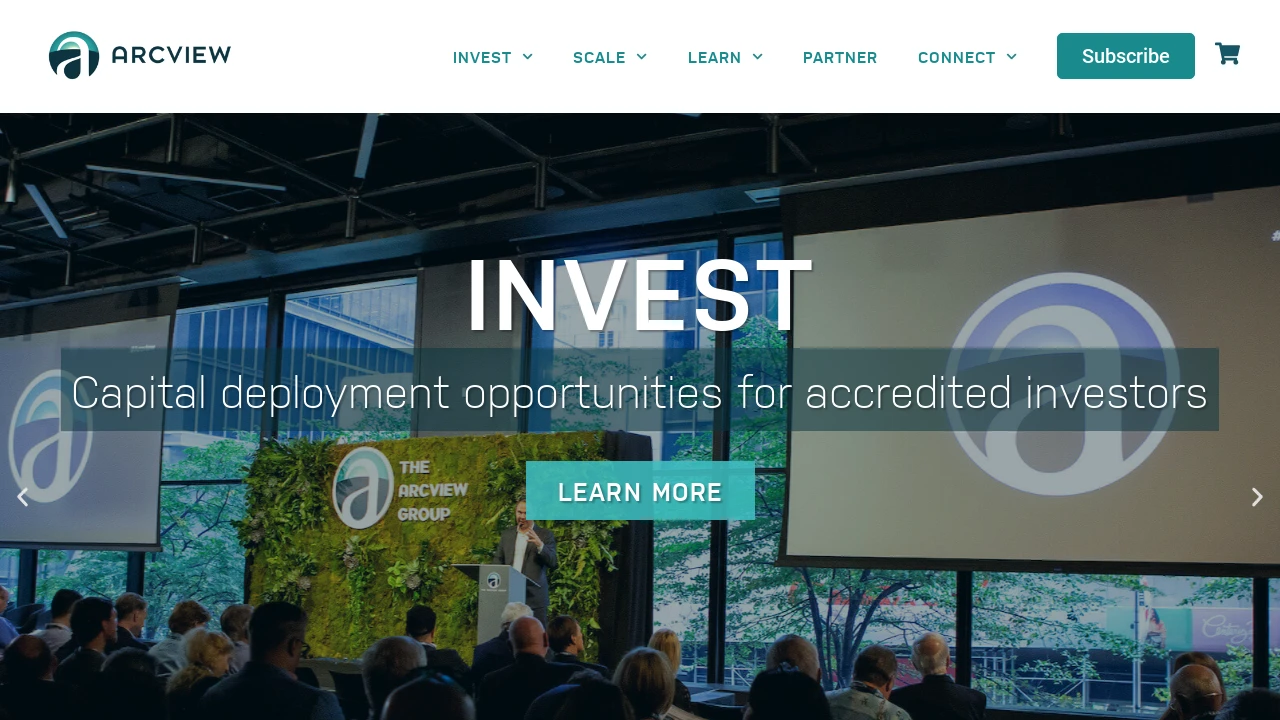 ARCVIEW
INVEST
SCALE
LEARN
PARTNER
CONNECT
Subscribe
INVEST
Capital deployment opportunities for accredited investors
LEARN MORE
THE
ARCVIEW
GROUP